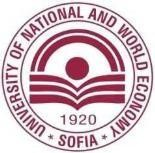 UNIVERSITY OF NATIONAL AND WORLD ECONOMY
1920
* SOFIA *